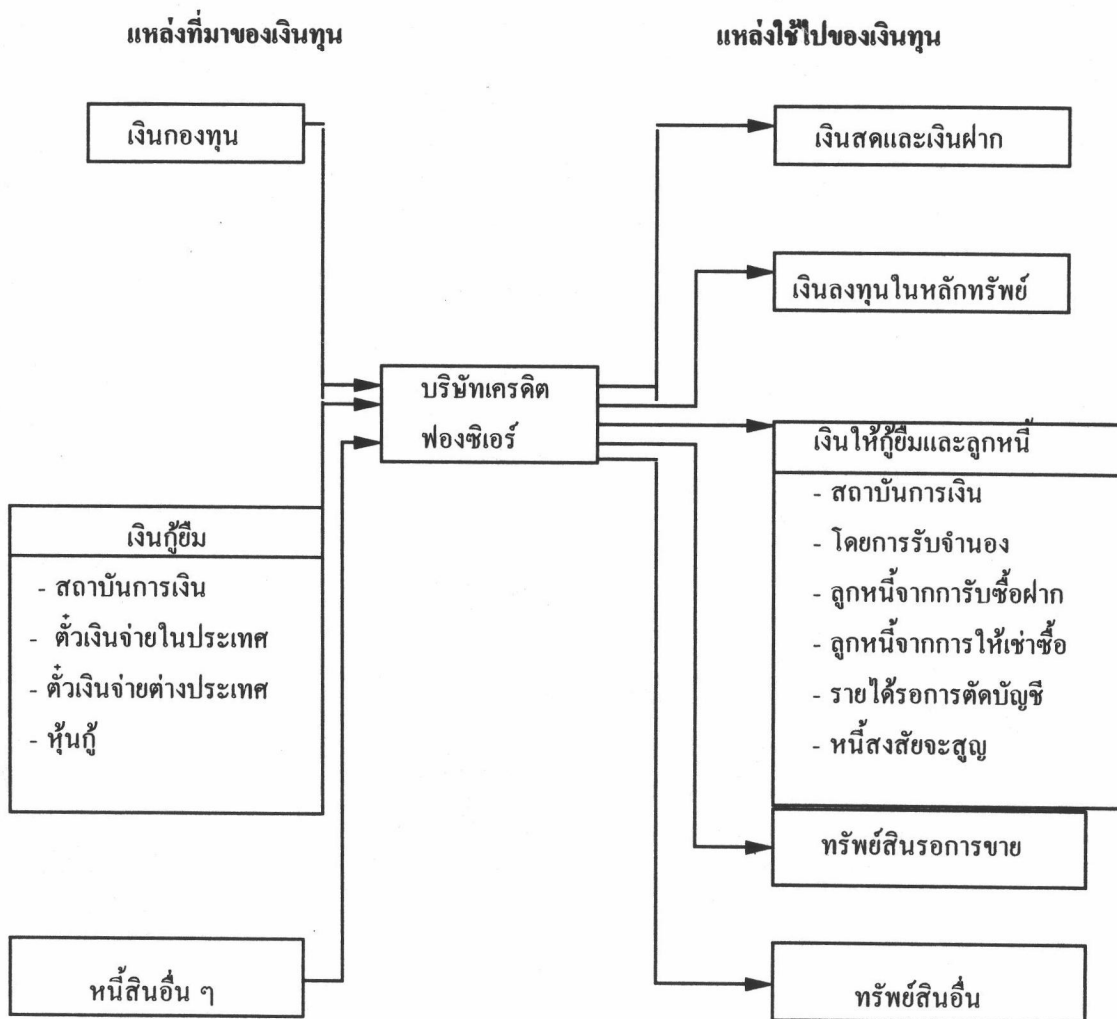 แหล่งที่มาของเงินทุน
แหล่งใช้ไปของเงินทุน
เงินกองทุน
เงินสดและเงินฝาก
เงินลงทุนในหลักทรัพย์
บริษัทเครดิต
ฟองซิเอร์
เงินให้กู้ยืมและลูกหนี้
- สถาบันการเงิน
- โดยการรับจำนอง
- ลูกหนี้จากการับซื้อฝาก
- ลูกหนี้จากการให้เช่าซื้อ
- รายได้รอการตัดบัญชี
- หนี้สงสัยจะสูญ
เงินกู้ยืม
- สถาบันการเงิน
- ตั๋วเงินจ่ายในประเทศ
- ตั๋วเงินจ่ายต่างประเทศ
- หุ้นกู้
ทรัพย์สินรอการขาย
หนี้สินอื่น ๆ
ทรัพย์สินอื่น